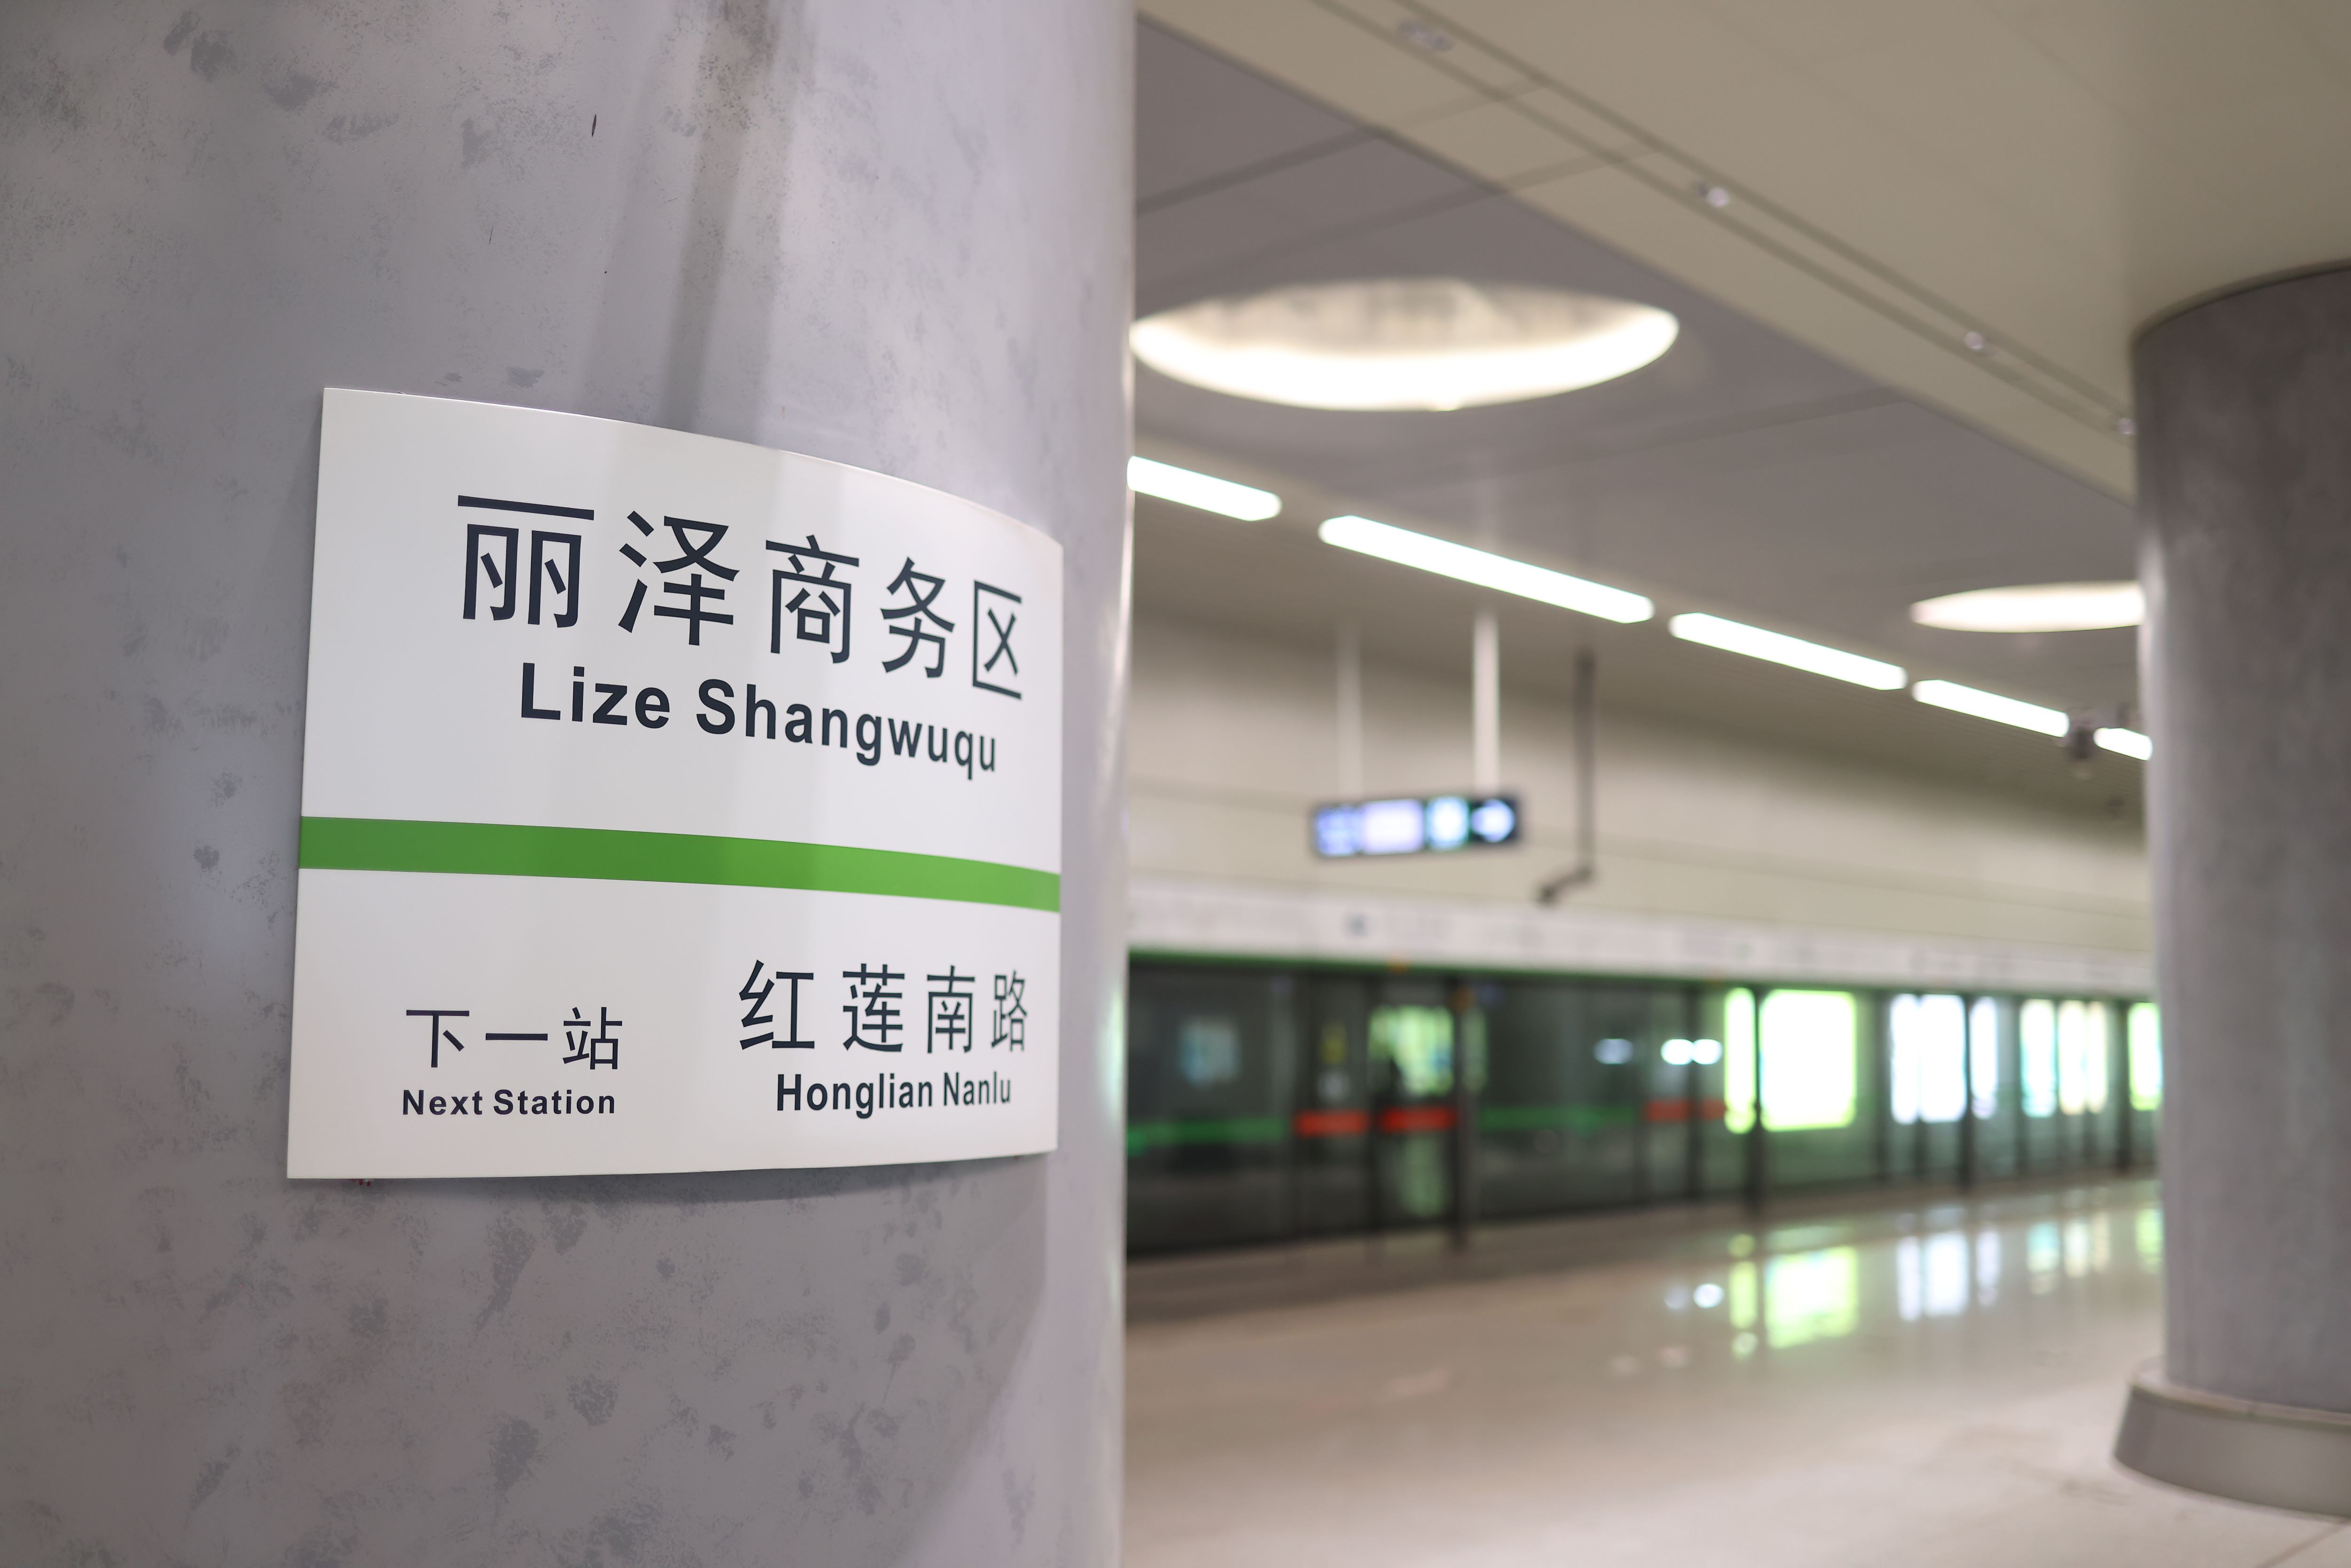 丽泽商务区
Lize Shangwuqu
下一站
Next Station
红莲南路
Honglian Nanlu